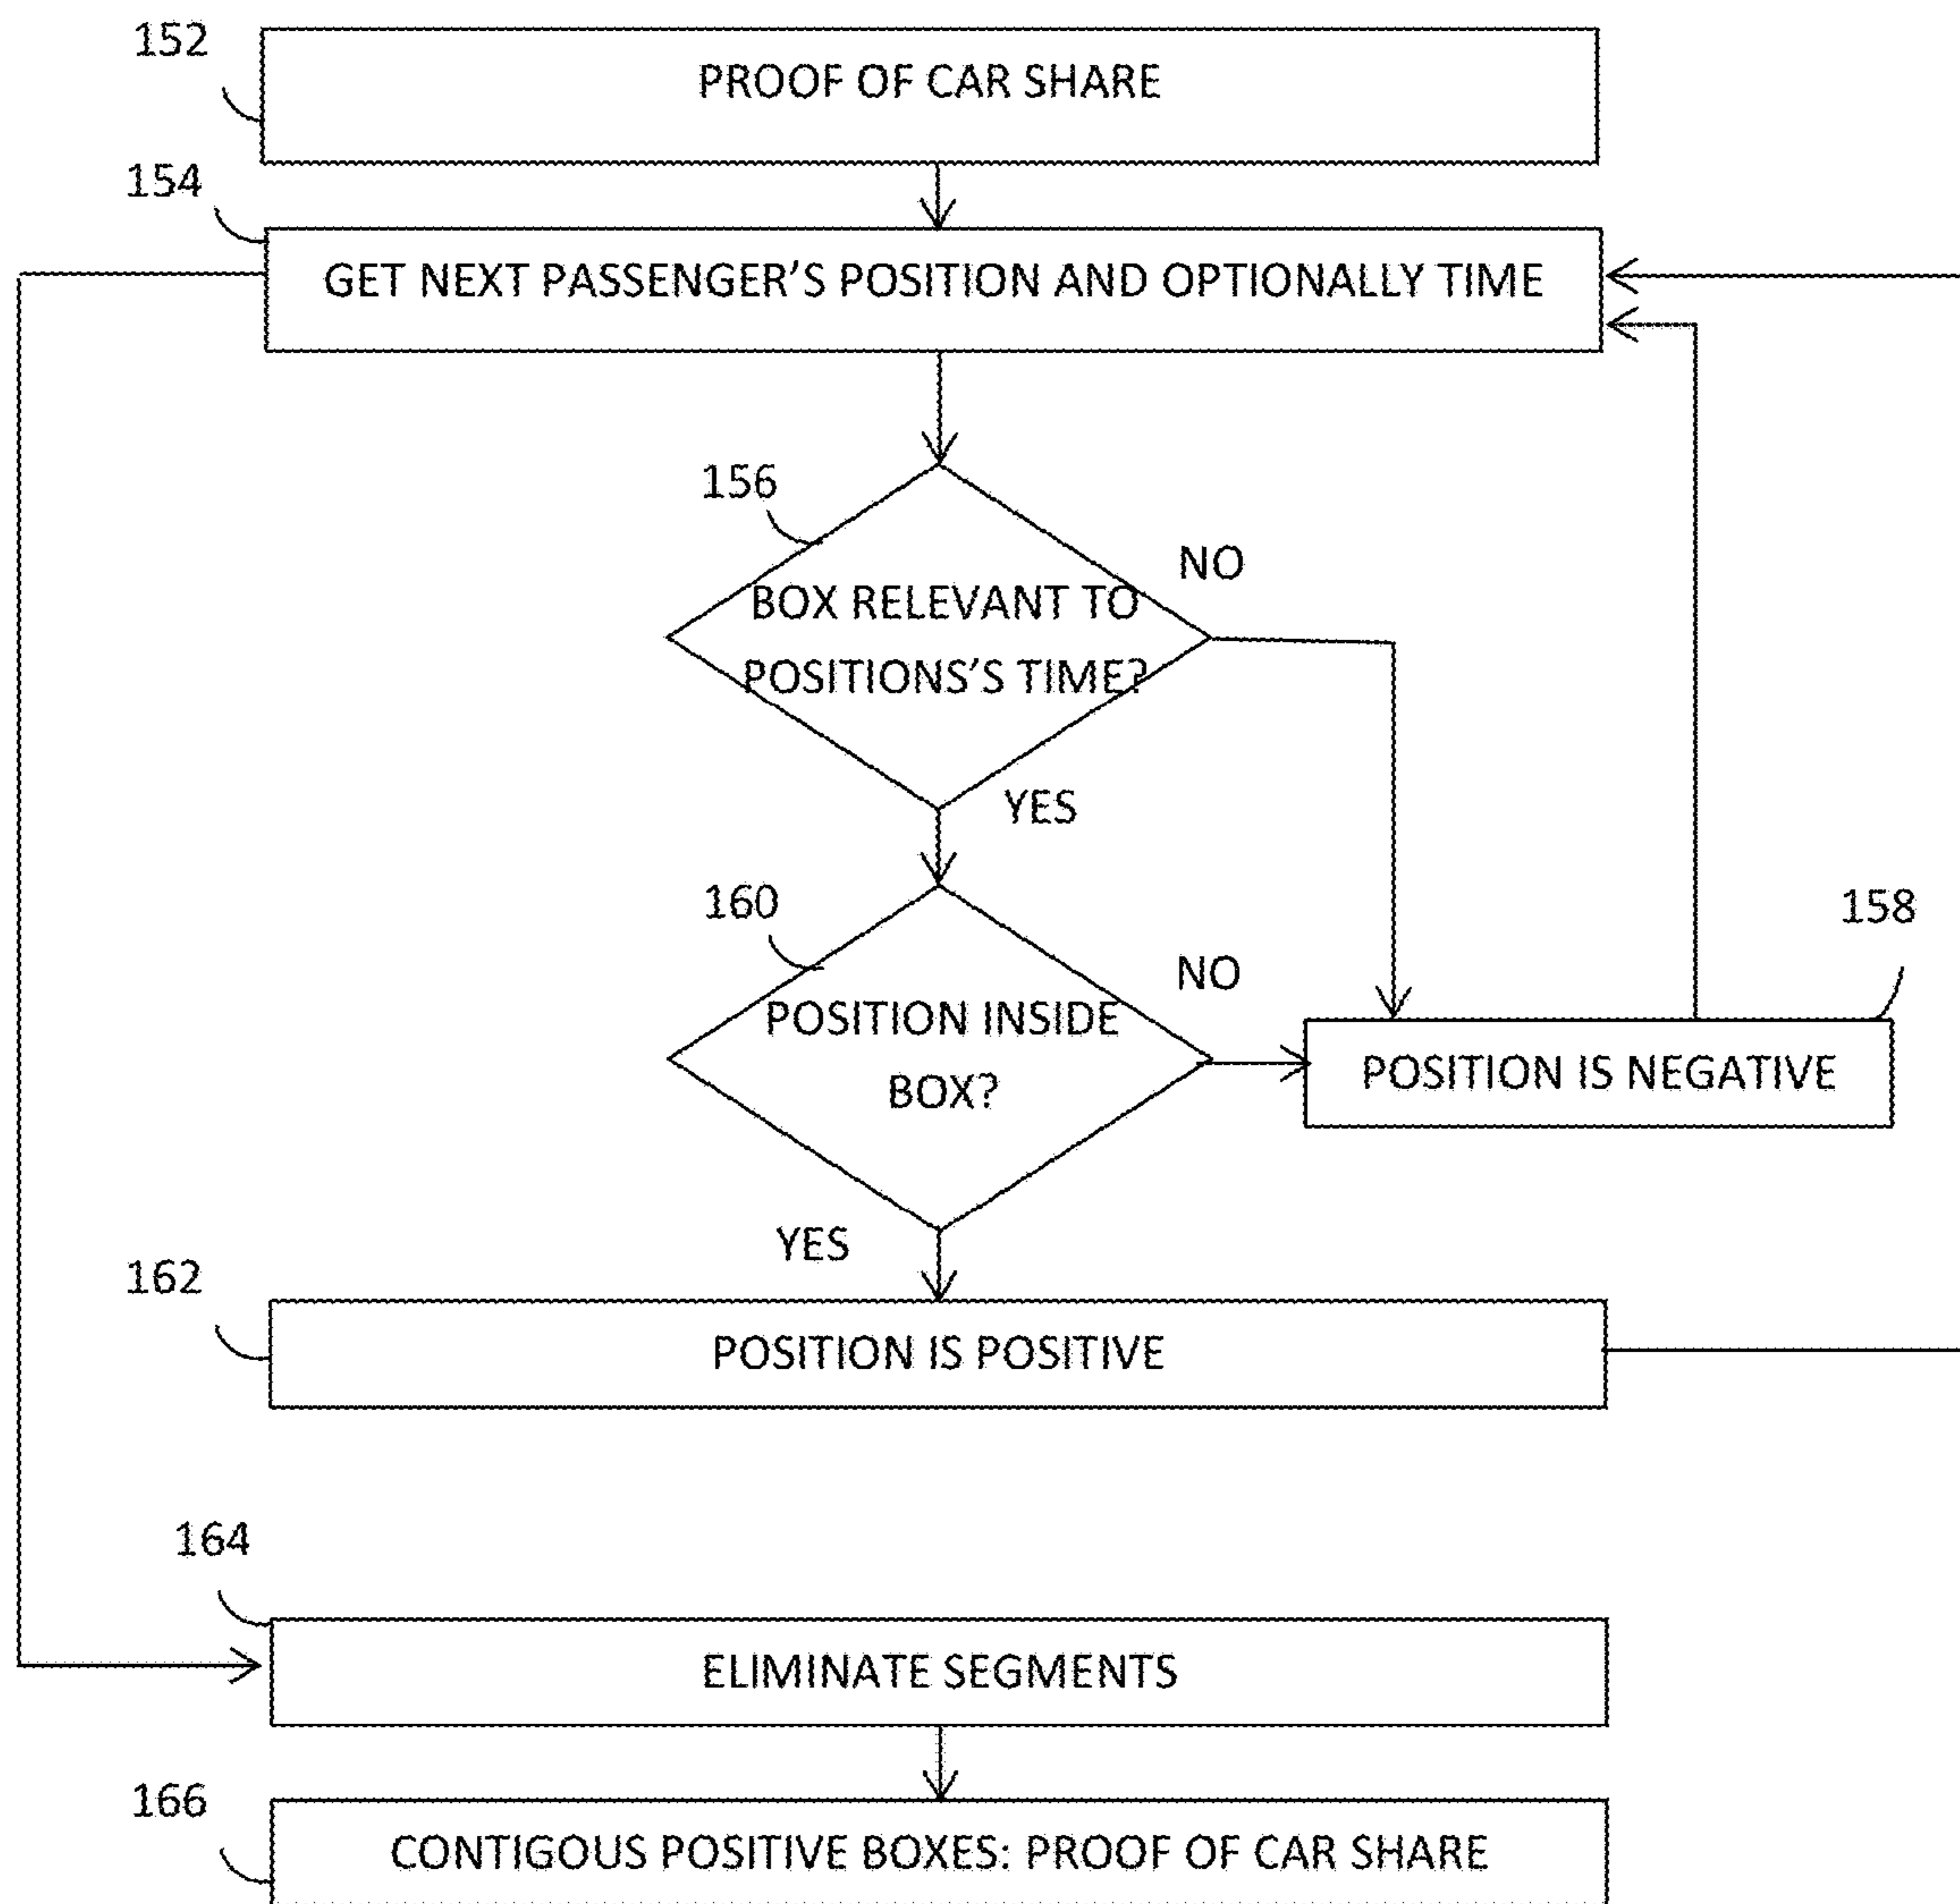 152
PROOF OF CAR SHARE
154
GET NEXT PASSENGER'S POSITION AND OPTIONALLY TIME
156
NO
BOX RELEVANT TO
POSITIONS'S TIME?
YES
160
158
NO
POSITION INSIDE
BOX?
POSITION IS NEGATIVE
YES
162
POSITION IS POSITIVE
164
ELIMINATE SEGMENTS
166
CONTIGOUS POSITIVE BOXES: PROOF OF CAR SHARE